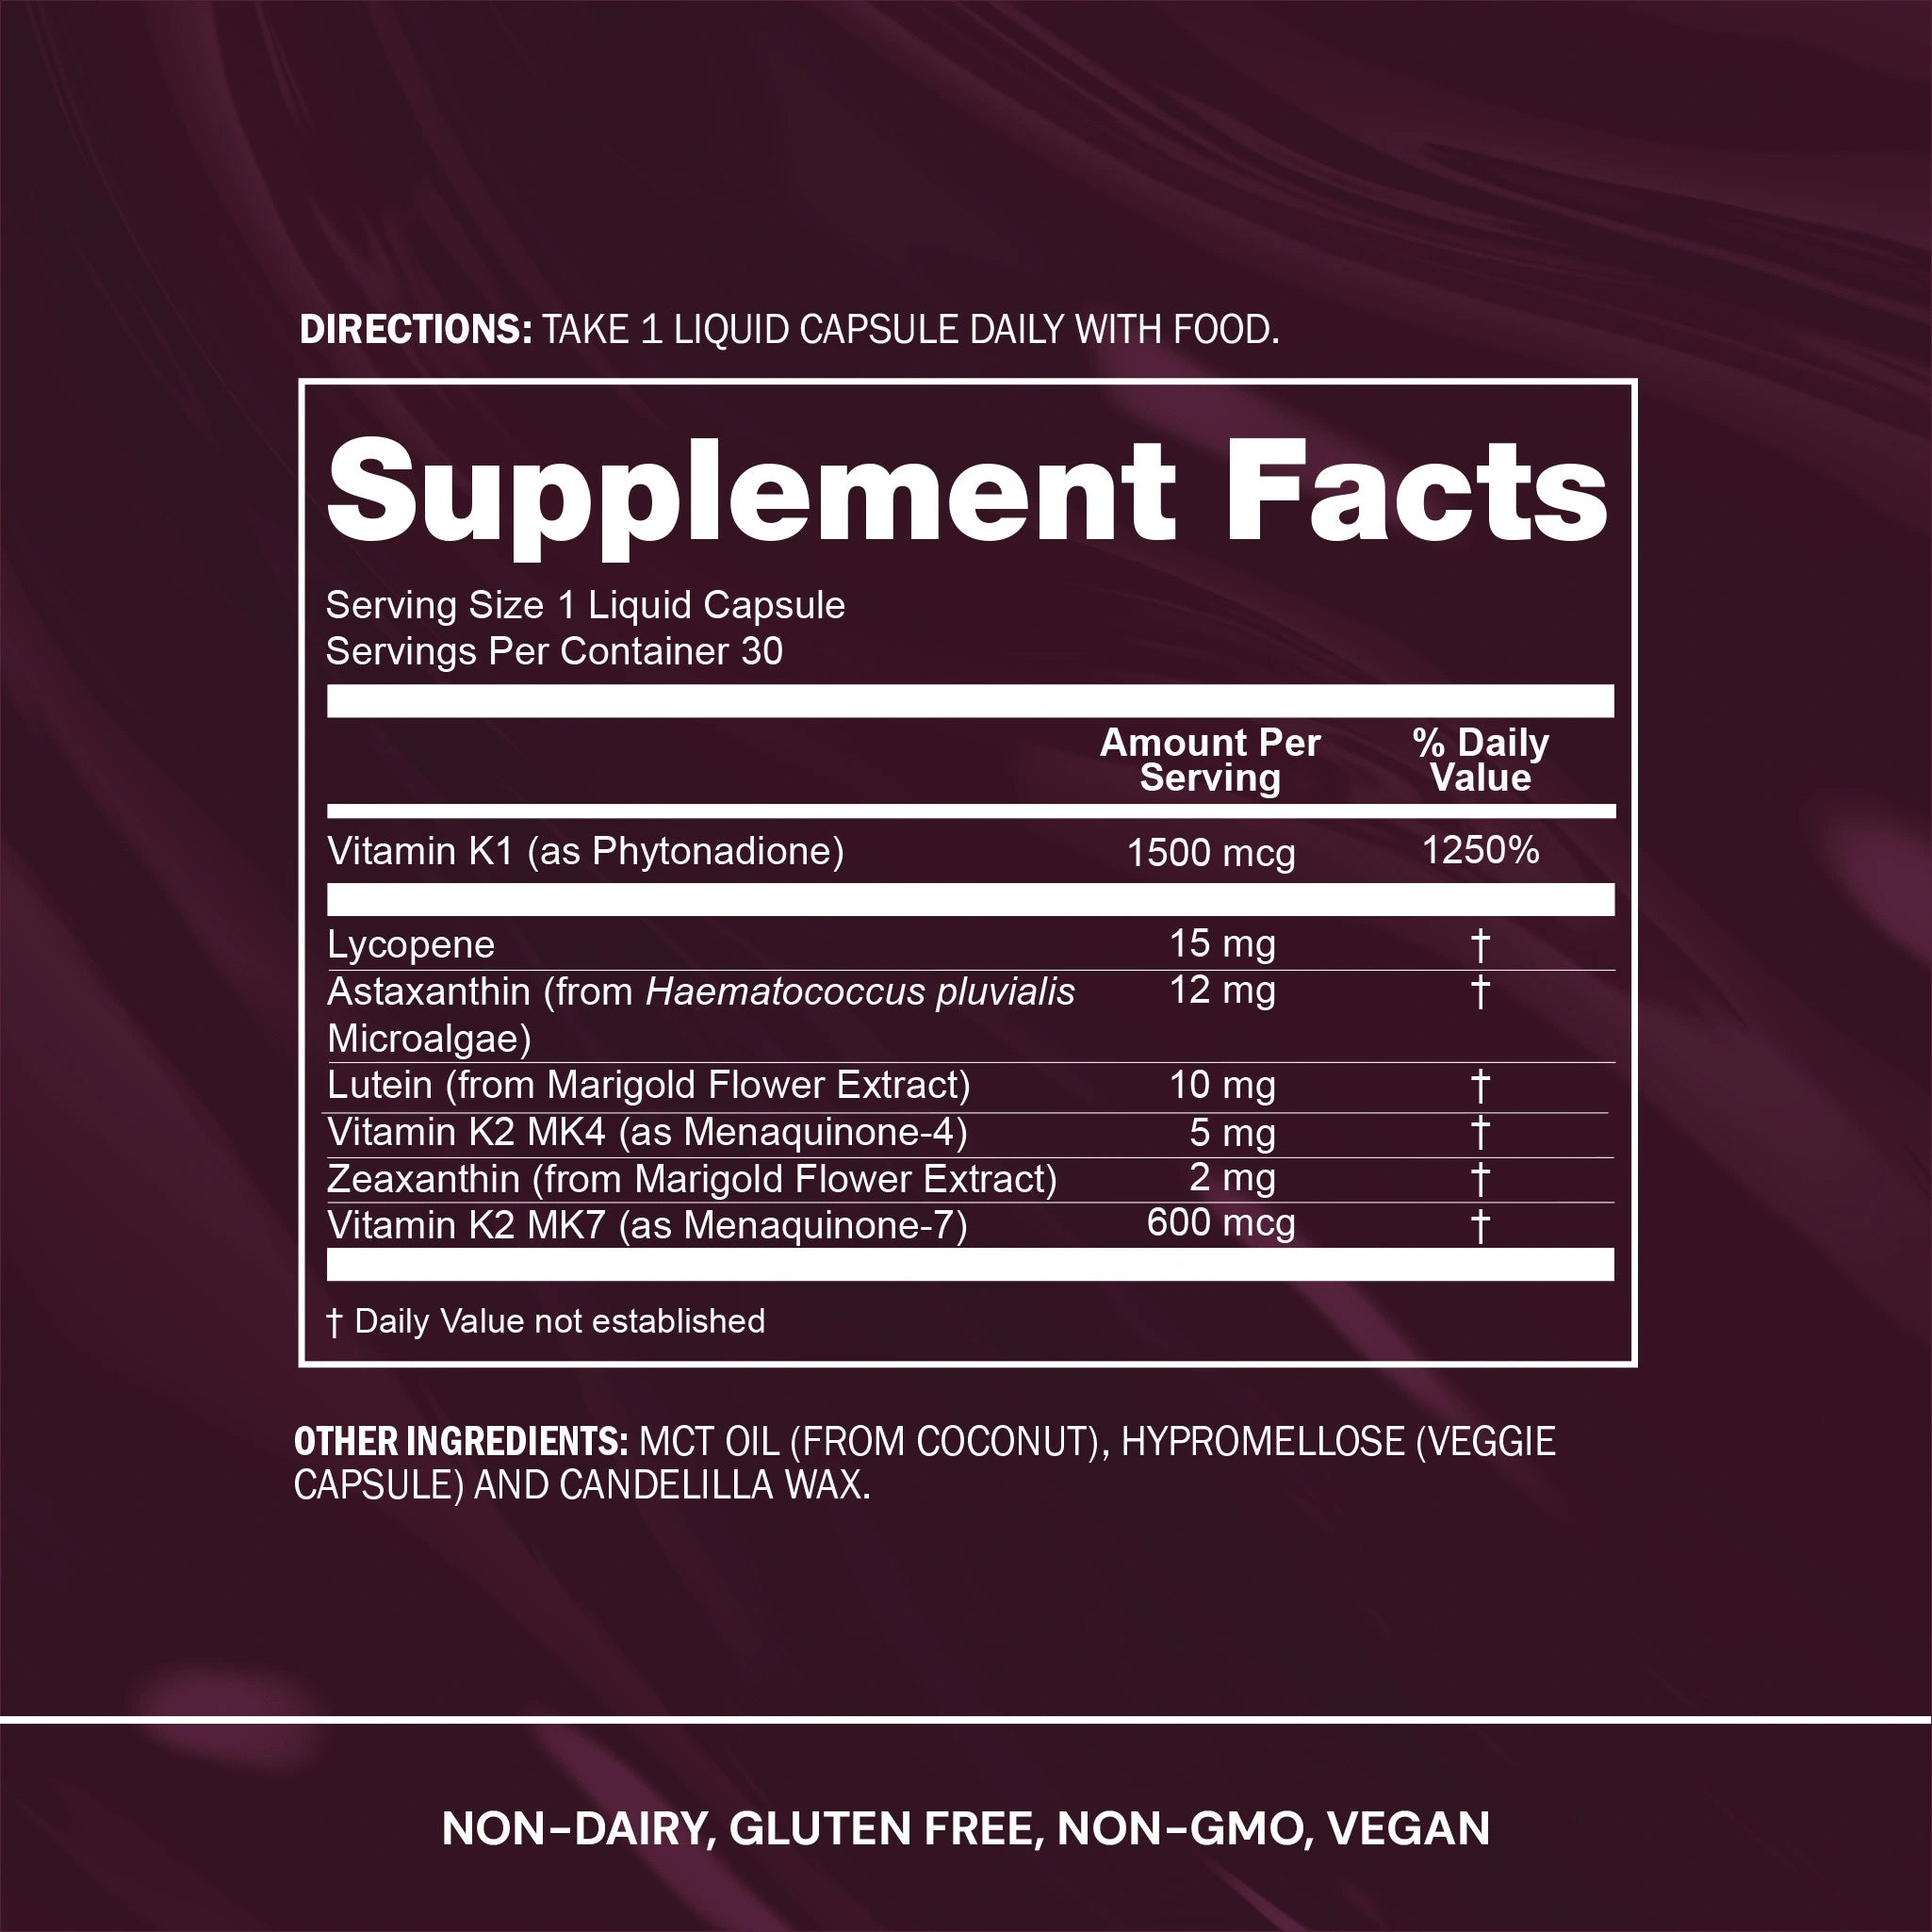 DIRECTIONS: TAKE 1 LIQUID CAPSULE DAILY WITH FOOD.
Supplement Facts
Serving Size 1 Liquid Capsule
Servings Per Container 30
Amount Per % Daily
Serving Value
Vitamin K1 (as Phytonadione) 1500 mcg 1250%
Lycopene 15 mg †
Astaxanthin (from Haematococcus pluvialis 12 mg †
Microalgae)
Lutein (from Marigold Flower Extract) 10 mg †
Vitamin K2 MK4 (as Menaquinone-4) 5 mg †
Zeaxanthin (from Marigold Flower Extract) 2 mg †
Vitamin K2 MK7 (as Menaquinone-7) 600 mcg †
† Daily Value not established
OTHER INGREDIENTS: MCT OIL (FROM COCONUT), HYPROMELLOSE (VEGGIE
CAPSULE) AND CANDELILLA WAX.
NON-DAIRY, GLUTEN FREE, NON-GMO, VEGAN